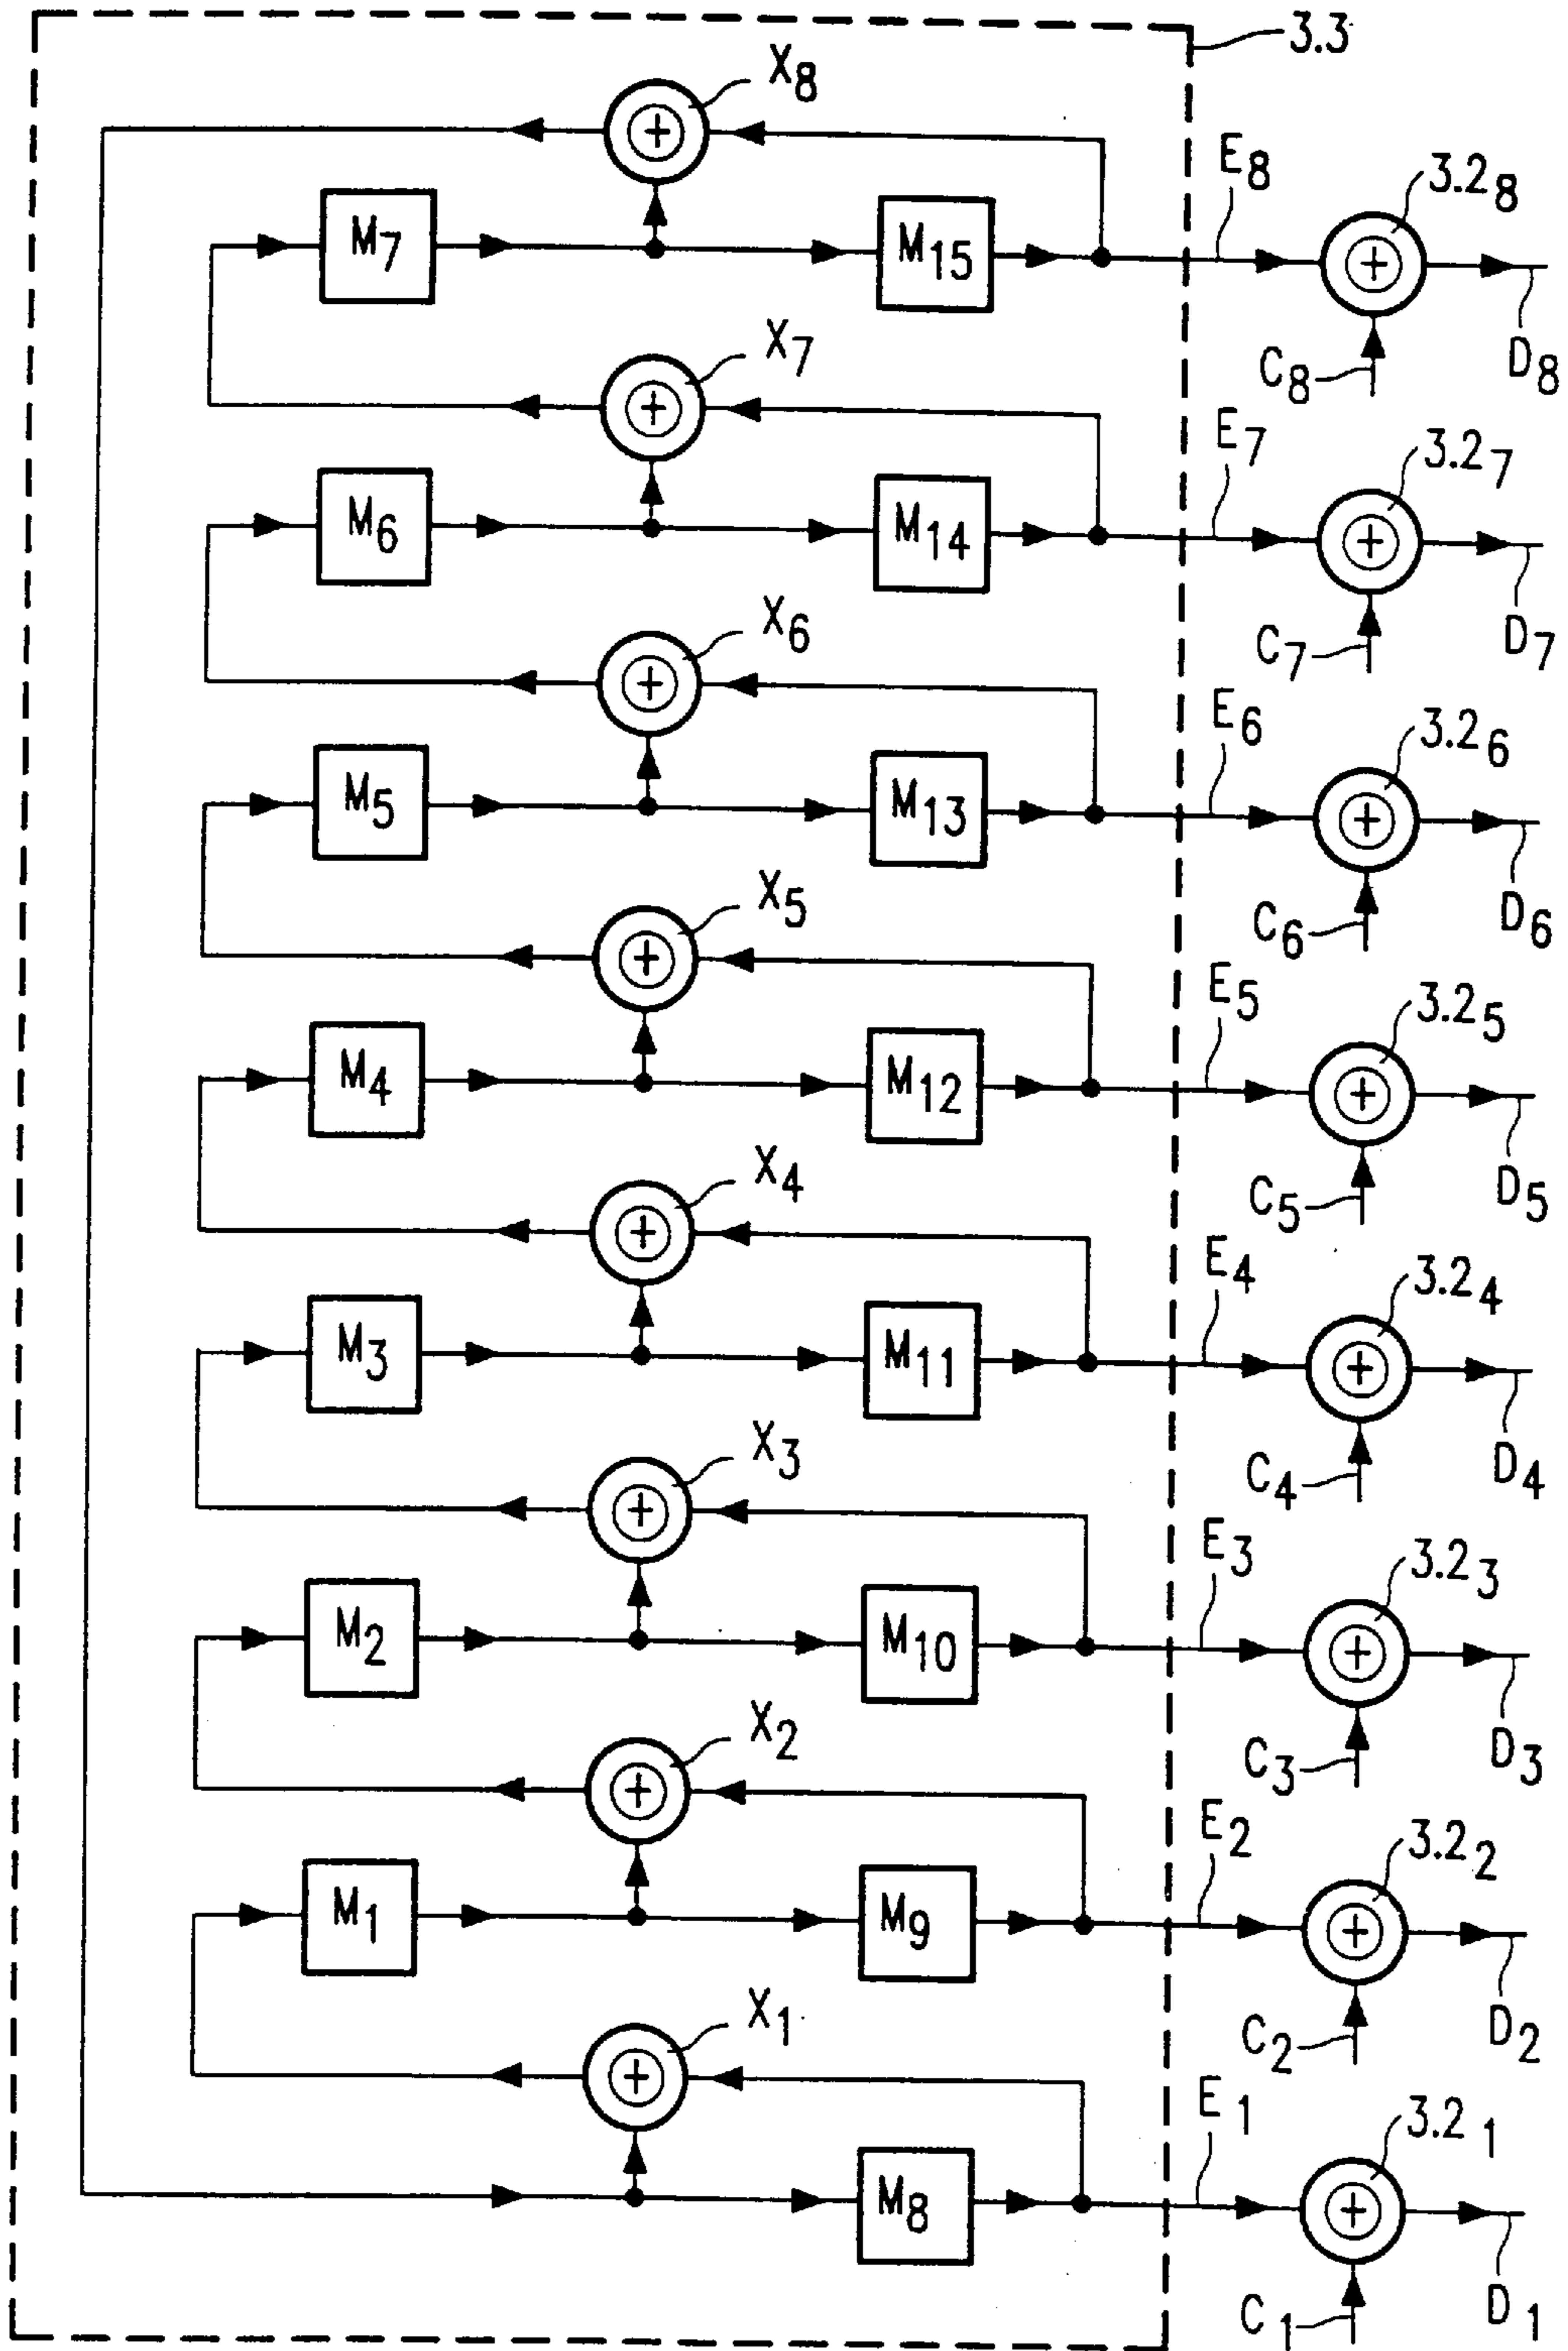 3.3
X8
E8
3.28
M7
M15
C8
D8
X7
E7
3.27
M6
M14
C7
D7
X6
E6
3.26
M5
M13
C6
D6
X5
E5
3.25
M4
M12
C5
D5
X4
E4
3.24
M3
M11
C4
D4
X3
E3
3.23
M2
M10
C3
D3
X2
E2
3.22
M1
M9
C2
D2
X1
E1
3.21
M8
C1
D1